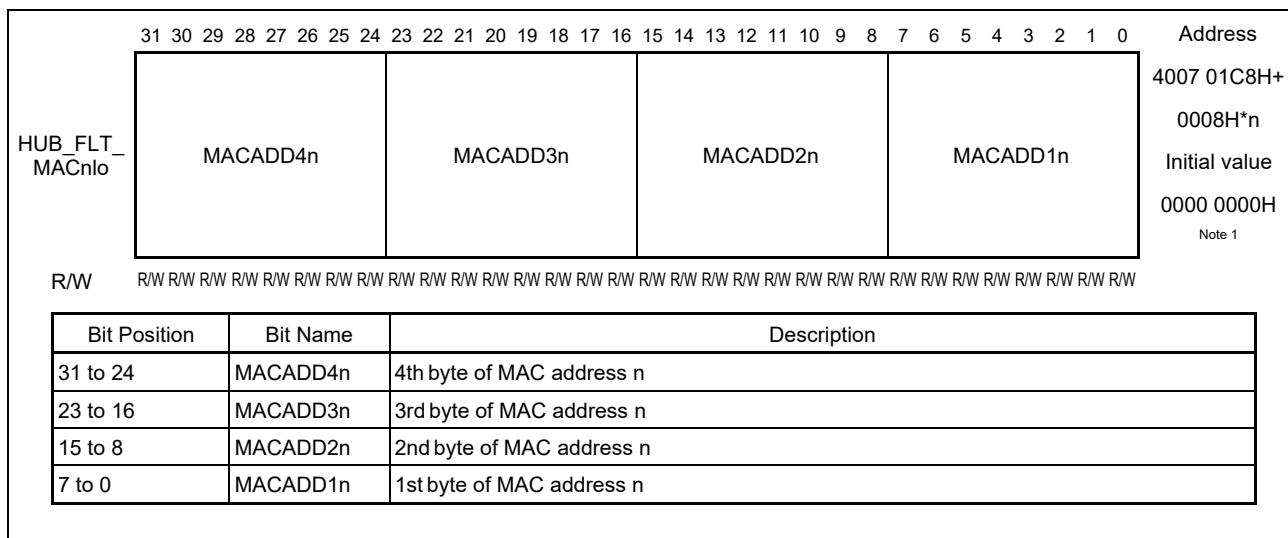 31 30 29 28 27 26 25 24 23 22 21 20 19 18 17 16 15 14 13 12 11 10 9 8 7 6 5 4 3 2 1 0 Address
4007 01C8H+
0008H*n
HUB_FLT_
MACnlo
MACADD4n MACADD3n MACADD2n MACADD1n
Initial value
0000 0000H
Note 1
R/W R/W R/W R/W R/W R/W R/W R/W R/W R/W R/W R/W R/W R/W R/W R/W R/W R/W R/W R/W R/W R/W R/W R/W R/W R/W R/W R/W R/W R/W R/W R/W R/W
Bit Position Bit Name Description
31 to 24 MACADD4n 4th byte of MAC address n
23 to 16 MACADD3n 3rd byte of MAC address n
15 to 8 MACADD2n 2nd byte of MAC address n
7 to 0 MACADD1n 1st byte of MAC address n